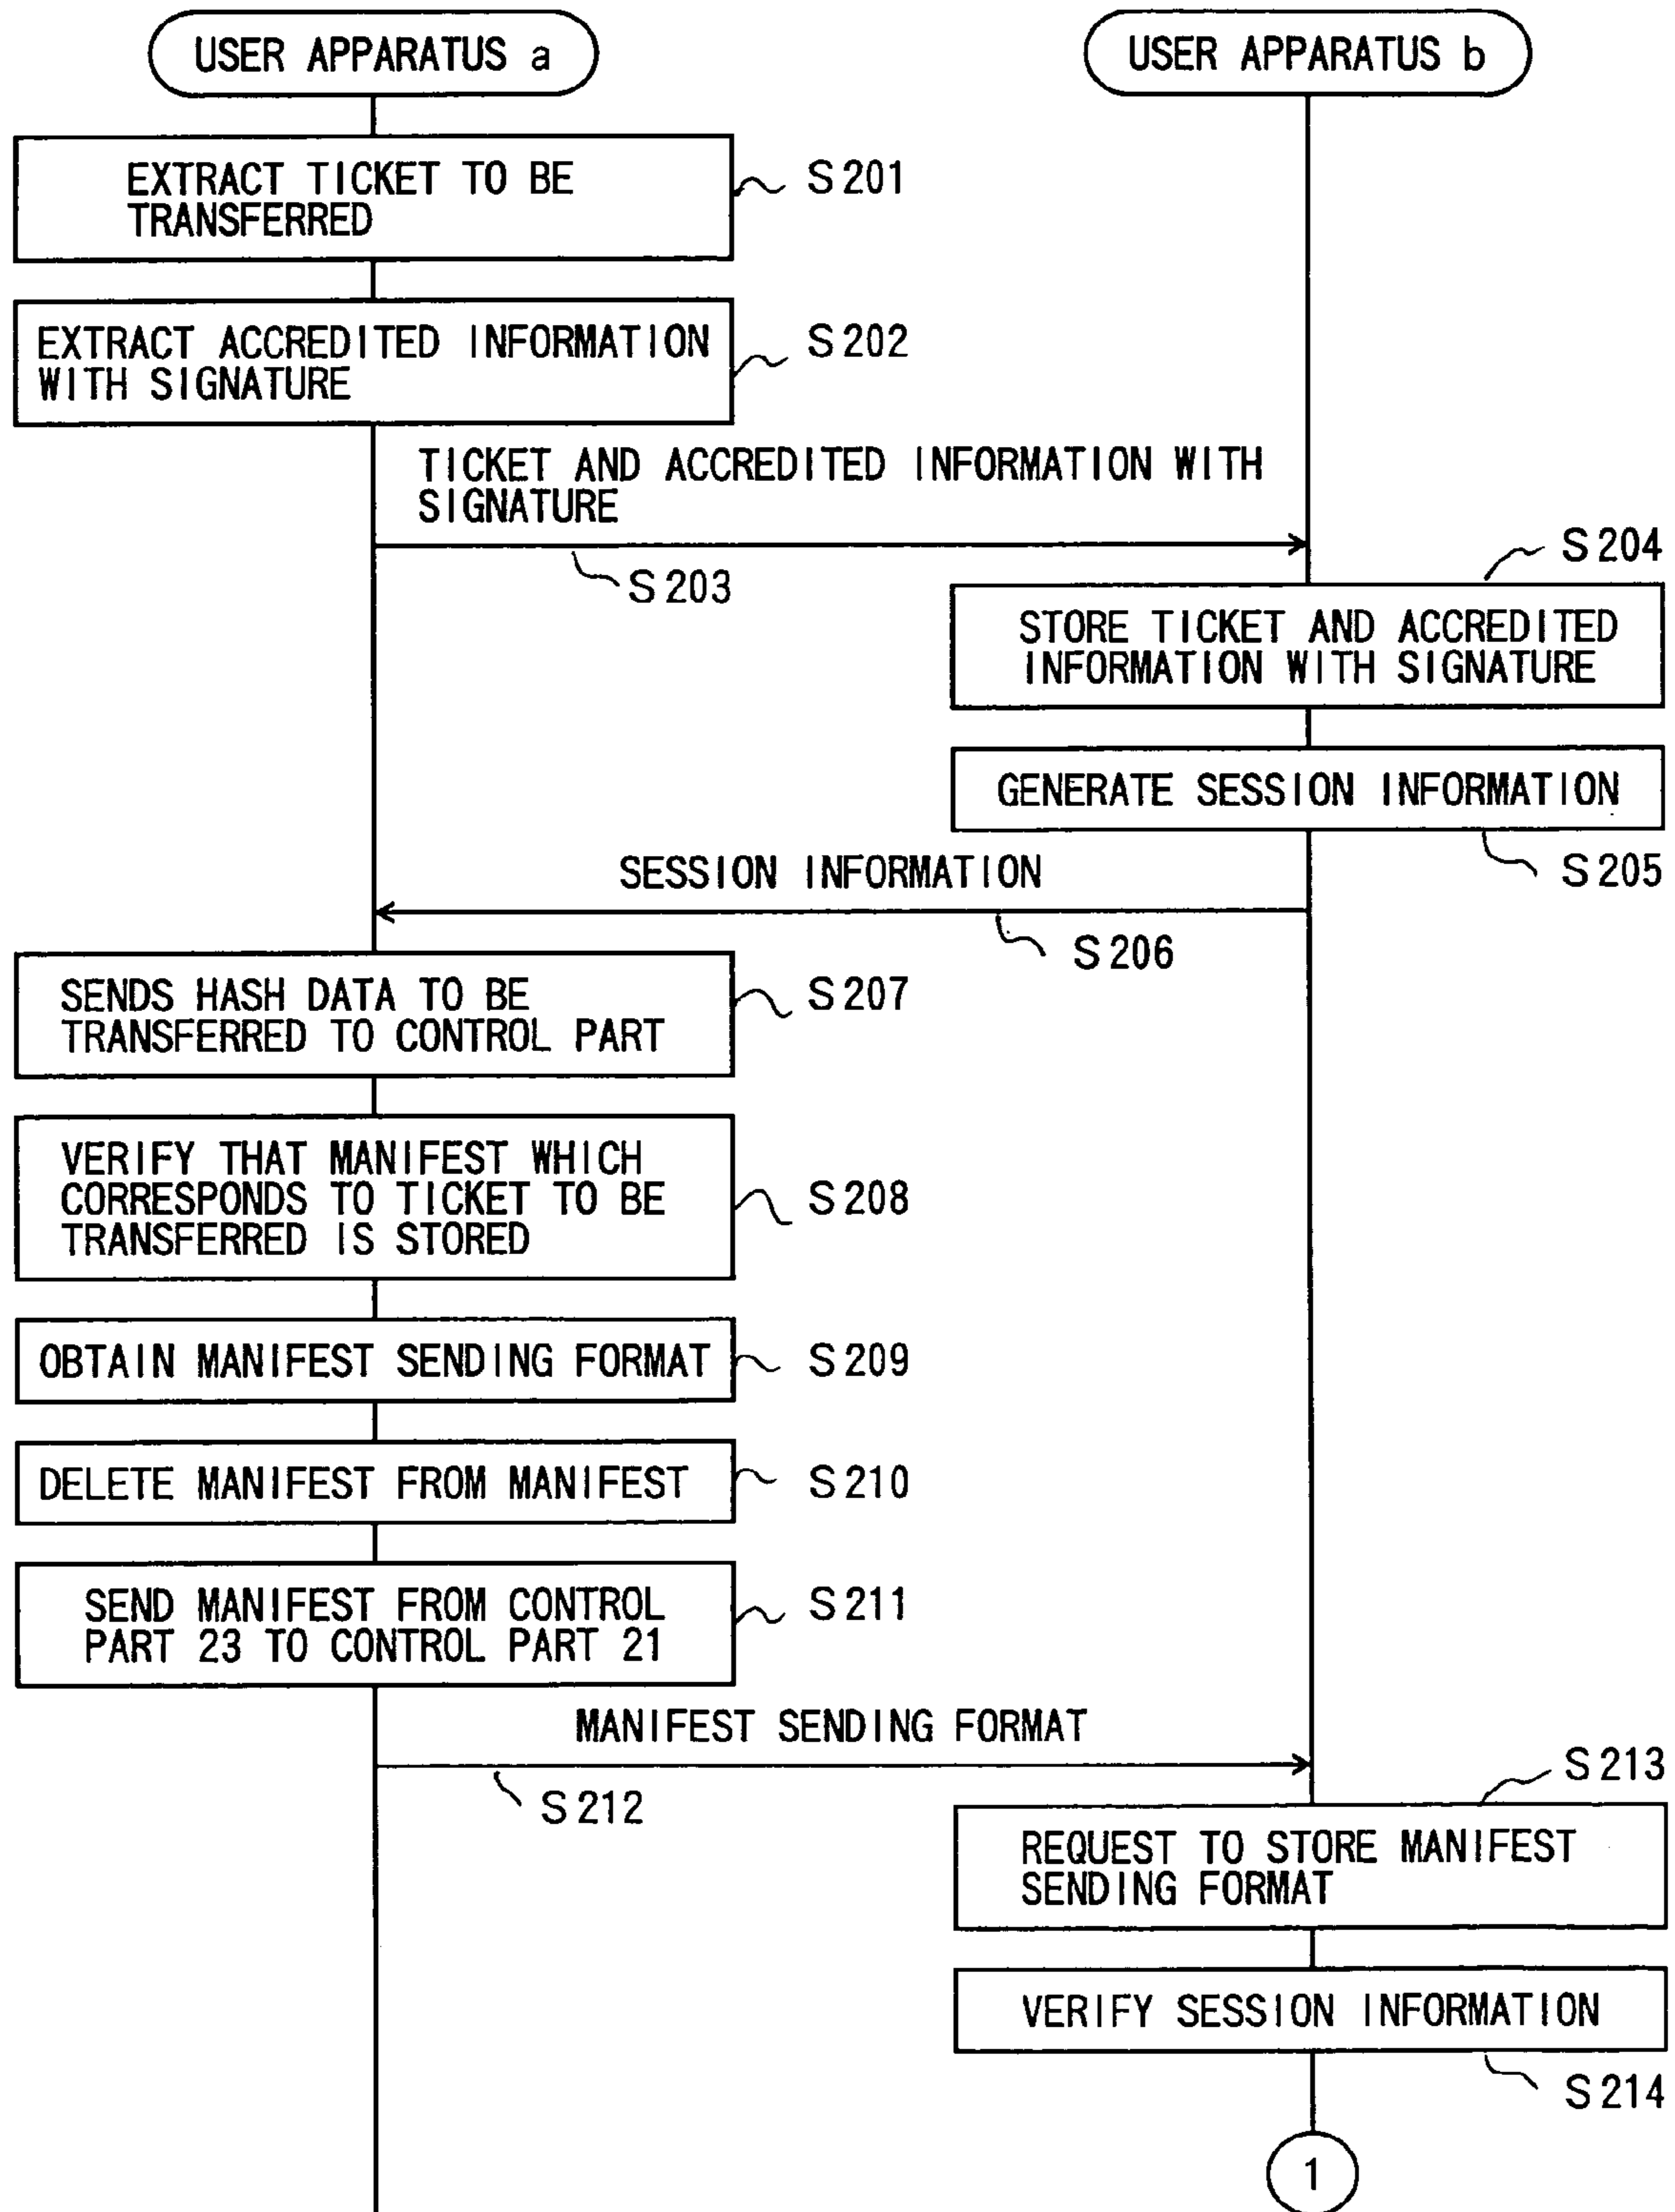 USER APPARATUS a
USER APPARATUS b
EXTRACT TICKET TO BE
TRANSFERRED
S201
EXTRACT ACCREDITED INFORMATION
WITH SIGNATURE
S202
TICKET AND ACCREDITED INFORMATION WITH
SIGNATURE
S203
S204
STORE TICKET AND ACCREDITED
INFORMATION WITH SIGNATURE
GENERATE SESSION INFORMATION
S205
SESSION INFORMATION
S206
SENDS HASH DATA TO BE
TRANSFERRED TO CONTROL PART
S207
VERIFY THAT MANIFEST WHICH
CORRESPONDS TO TICKET TO BE
TRANSFERRED IS STORED
S208
OBTAIN MANIFEST SENDING FORMAT
S209
DELETE MANIFEST FROM MANIFEST
S210
SEND MANIFEST FROM CONTROL
PART 23 TO CONTROL PART 21
S211
MANIFEST SENDING FORMAT
S212
S213
REQUEST TO STORE MANIFEST
SENDING FORMAT
VERIFY SESSION INFORMATION
S214
1